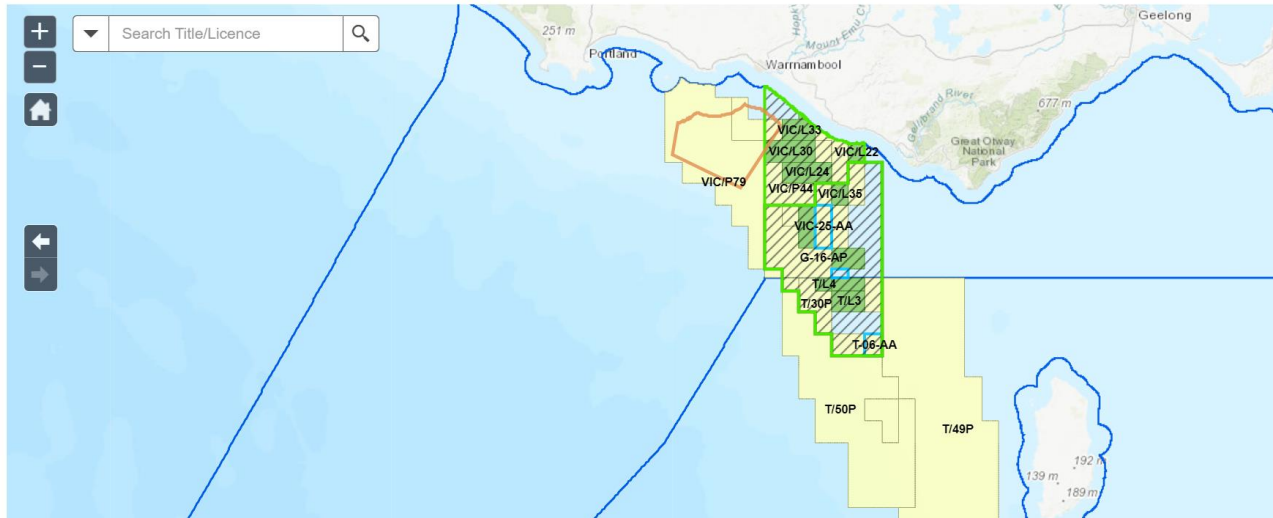 +
Search Title/Licence
−
251 m
Portland
Hopk
Mount Emu C
Warrnambool
Geelong
Gellibrand River
677 m
Great Otway
National
Park
VIC/L33
VIC/L30
VIC/L22
VIC/L24
VIC/P79
VIC/P44
VIC/L35
VIC-25-AA
G-16-AP
T/L4
T/30P
T/L3
T-06-AA
T/50P
T/49P
192 m
139 m
189 m